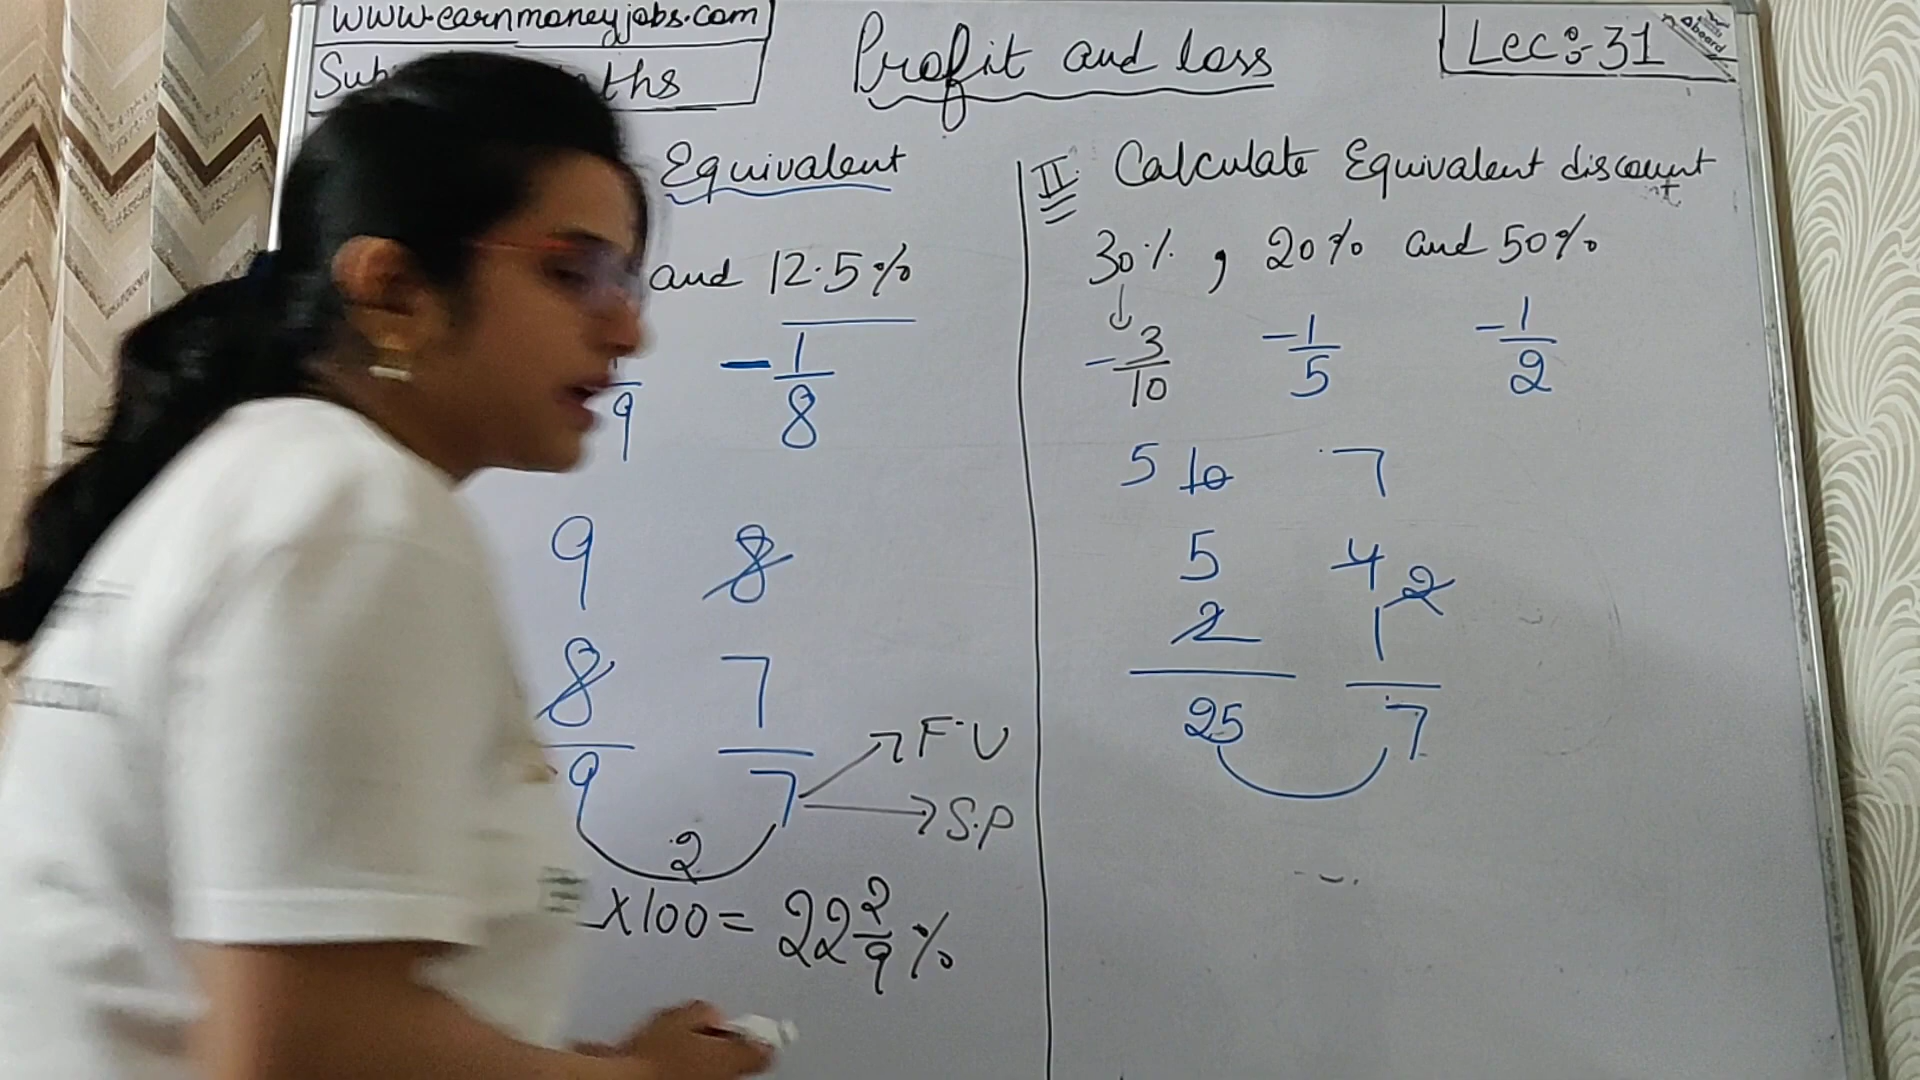 www.earnmoneyjobs.com
Profit and loss
Lec:-31
Equivalent
and 12.5%
9
-1/8
9 8
8 7
9 7
F.V
S.P
2
X100= 22 2/9 %
II Calculate Equivalent discount
30%, 20% and 50%
-3/10 -1/5 -1/2
5 10 7
5 4 2
2 1
25 7